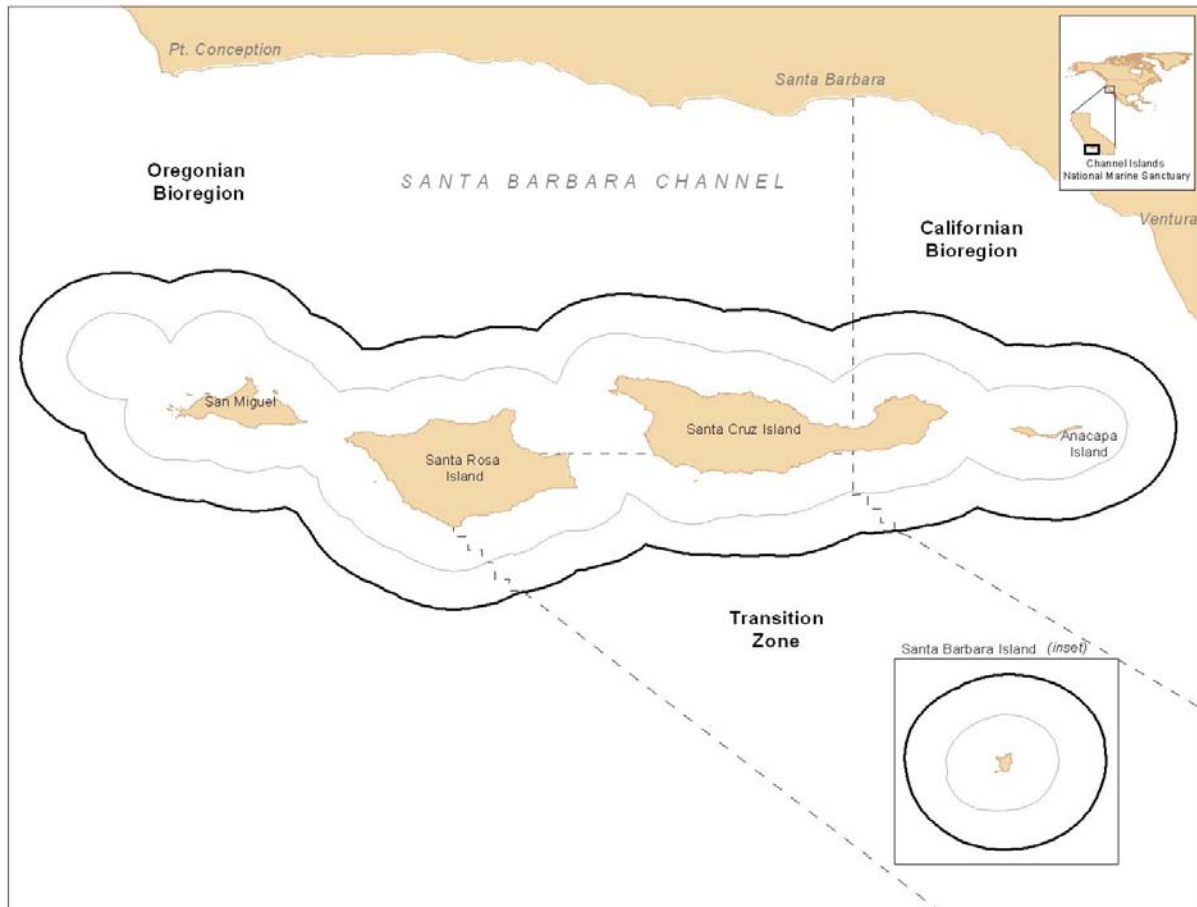 Pt. Conception
Santa Barbara
Channel Islands
National Marine Sanctuary
Oregonian
Bioregion
SANTA BARBARA CHANNEL
Californian
Bioregion
Ventura
San Miguel
Santa Rosa
Island
Santa Cruz Island
Anacapa
Island
Transition
Zone
Santa Barbara Island (inset)